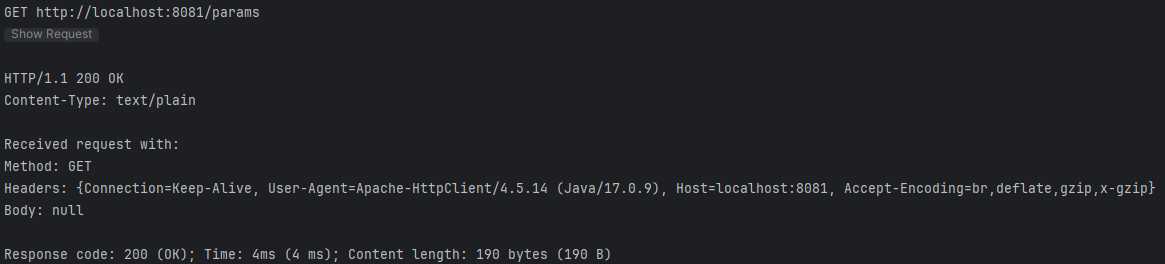 GET http://localhost:8081/params
Show Request
HTTP/1.1 200 OK
Content-Type: text/plain
Received request with:
Method: GET
Headers: {Connection=Keep-Alive, User-Agent=Apache-HttpClient/4.5.14 (Java/17.0.9), Host=localhost:8081, Accept-Encoding=br,deflate,gzip,x-gzip}
Body: null
Response code: 200 (OK); Time: 4ms (4 ms); Content length: 190 bytes (190 B)